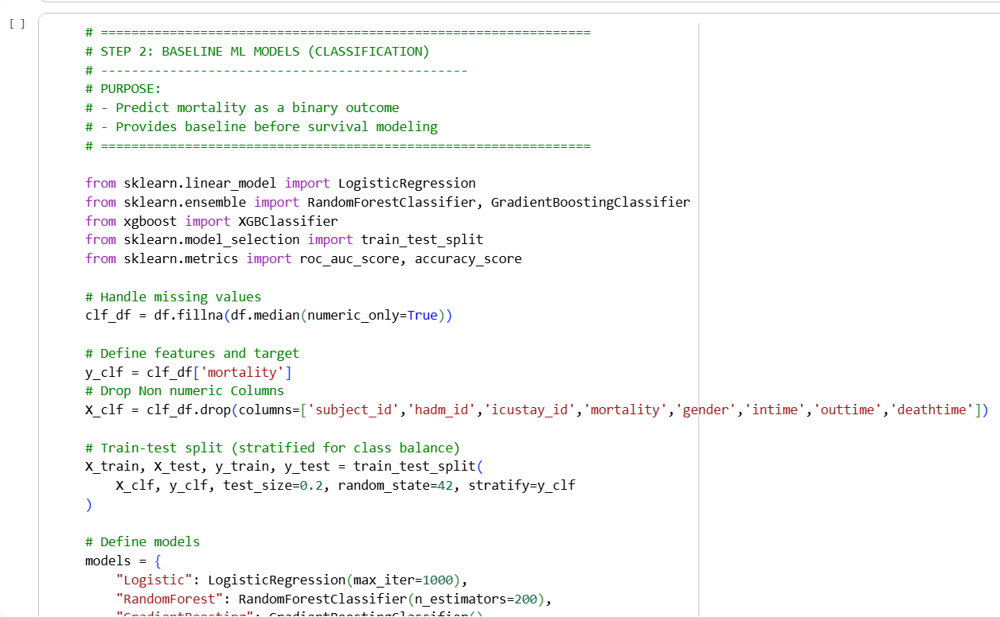 [ ]
# ================================================================
# STEP 2: BASELINE ML MODELS (CLASSIFICATION)
# ------------------------------------------------
# PURPOSE:
# - Predict mortality as a binary outcome
# - Provides baseline before survival modeling
# ================================================================
from sklearn.linear_model import LogisticRegression
from sklearn.ensemble import RandomForestClassifier, GradientBoostingClassifier
from xgboost import XGBClassifier
from sklearn.model_selection import train_test_split
from sklearn.metrics import roc_auc_score, accuracy_score
# Handle missing values
clf_df = df.fillna(df.median(numeric_only=True))
# Define features and target
y_clf = clf_df['mortality']
# Drop Non numeric Columns
X_clf = clf_df.drop(columns=['subject_id','hadm_id','icustay_id','mortality','gender','intime','outtime','deathtime'])
# Train-test split (stratified for class balance)
X_train, X_test, y_train, y_test = train_test_split(
    X_clf, y_clf, test_size=0.2, random_state=42, stratify=y_clf
)
# Define models
models = {
    "Logistic": LogisticRegression(max_iter=1000),
    "RandomForest": RandomForestClassifier(n_estimators=200),
    "GradientBoosting": GradientBoostingClassifier()